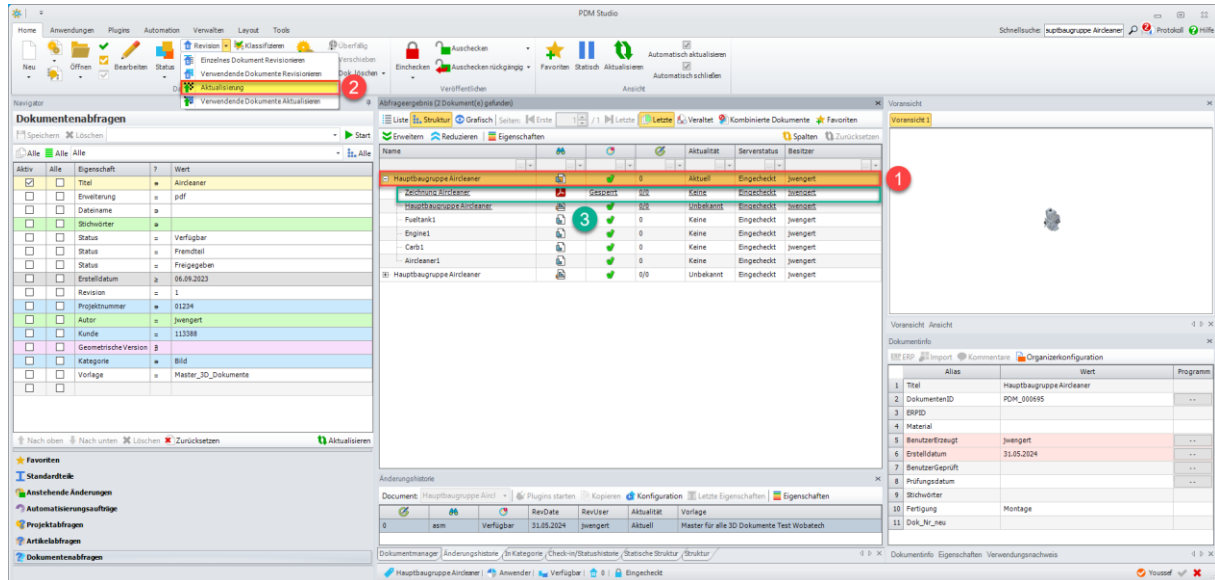 PDM Studio
Home Anwendungen Plugins Automation Verwalten Layout Tools
Schnellsuche: suptbaugruppe Aircleaner 2 Protokoll Hilfe
Neu Öffnen Bearbeiten Status
Revision Klassifizieren Überfällig
Einzelnes Dokument Revisionieren Verschieben
Verwendende Dokumente Revisionieren Dok. löschen
Aktualisierung 2
Verwendende Dokumente Aktualisieren
Einchecken Auschecken
Auschecken rückgängig
Veröffentlichen
Favoriten Statisch Aktualisieren Automatisch aktualisieren
Automatisch schließen
Ansicht
Navigator
Dokumentenabfragen
Speichern Löschen Start
Alle Alle Alle Alle
Aktiv Alle Eigenschaft ? Wert
Titel Aircleaner
Erweiterung = pdf
Dateiname
Stichwörter
Status = Verfügbar
Status = Fremdteil
Status = Freigegeben
Erstelldatum ≥ 06.09.2023
Revision = 1
Projektnummer 01234
Autor jwengert
Kunde = 113388
Geometrische Version
Kategorie Bild
Vorlage = Master_3D_Dokumente
Nach oben Nach unten Löschen Zurücksetzen Aktualisieren
Favoriten
Standardteile
Anstehende Änderungen
Automatisierungsaufträge
Projektabfragen
Artikelabfragen
Dokumentenabfragen
Abfrageergebnis (2 Dokument(e) gefunden)
Liste Struktur Grafisch Seiten: Erste 1 / 1 Letzte Letzte Veraltet Kombinierte Dokumente Favoriten
Erweitern Reduzieren Eigenschaften Spalten Zurücksetzen
Name Aktualität Serverstatus Besitzer
Hauptbaugruppe Aircleaner 0 Aktuell Eingecheckt jwengert 1
Zeichnung Aircleaner Gesperrt 0/0 Keine Eingecheckt jwengert
Hauptbaugruppe Aircleaner 0/0 Unbekannt Eingecheckt jwengert
Fueltank1 3 0 Keine Eingecheckt jwengert
Engine1 0 Keine Eingecheckt jwengert
Carb1 0 Keine Eingecheckt jwengert
Aircleaner1 0 Keine Eingecheckt jwengert
Hauptbaugruppe Aircleaner 0/0 Unbekannt Eingecheckt jwengert
Änderungshistorie
Document: Hauptbaugruppe Aircl Plugins starten Kopieren Konfiguration Letzte Eigenschaften Eigenschaften
RevDate RevUser Aktualität Vorlage
0 asm Verfügbar 31.05.2024 jwengert Aktuell Master für alle 3D Dokumente Test Wobatech
Dokumentmanager Änderungshistorie In Kategorie Check-in/Statushistorie Statische Struktur Struktur
Hauptbaugruppe Aircleaner Anwender Verfügbar 0 Eingecheckt
Voransicht
Voransicht 1
Voransicht Ansicht
Dokumentinfo
ERP Import Kommentare Organizerkonfiguration
Alias Wert Programm
1 Titel Hauptbaugruppe Aircleaner
2 DokumentenID PDM_000695 --
3 ERPID
4 Material
5 BenutzerErzeugt jwengert --
6 Erstelldatum 31.05.2024 --
7 BenutzerGeprüft --
8 Prüfungsdatum --
9 Stichwörter
10 Fertigung Montage
11 Dok_Nr_neu
Dokumentinfo Eigenschaften Verwendungsnachweis
Youssef